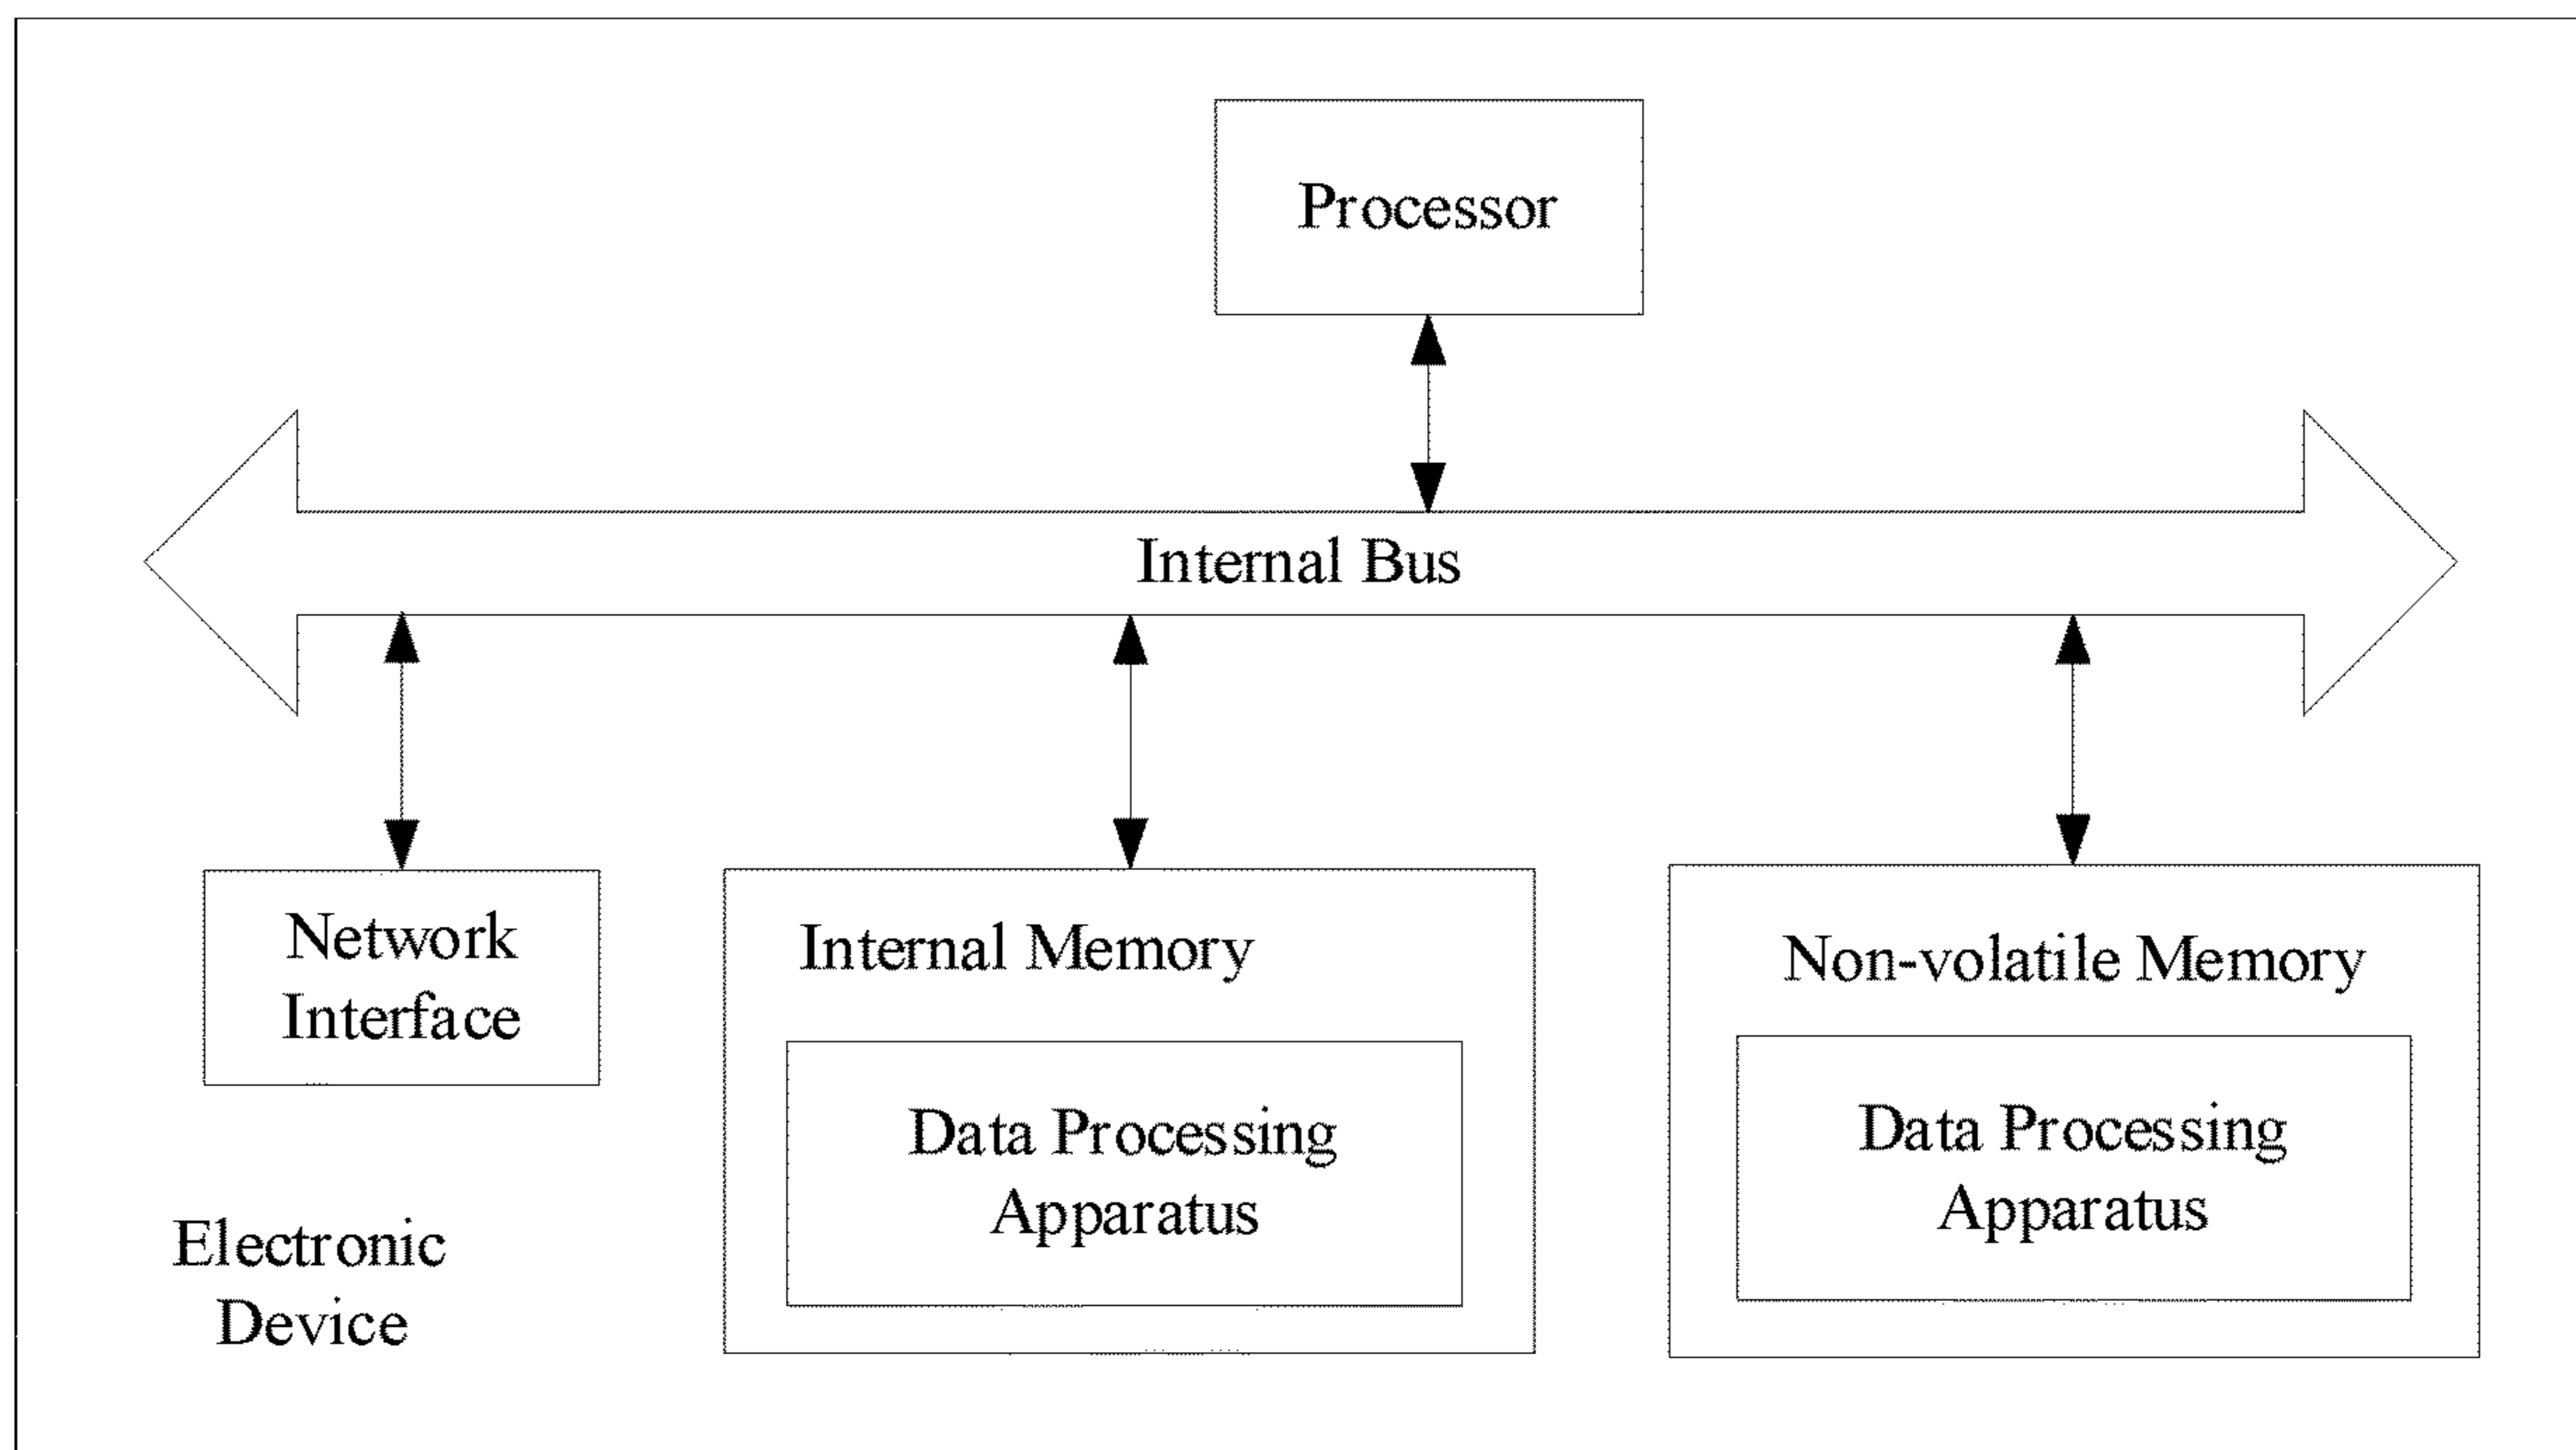 Processor
Internal Bus
Network
Interface
Internal Memory
Data Processing
Apparatus
Non-volatile Memory
Data Processing
Apparatus
Electronic
Device